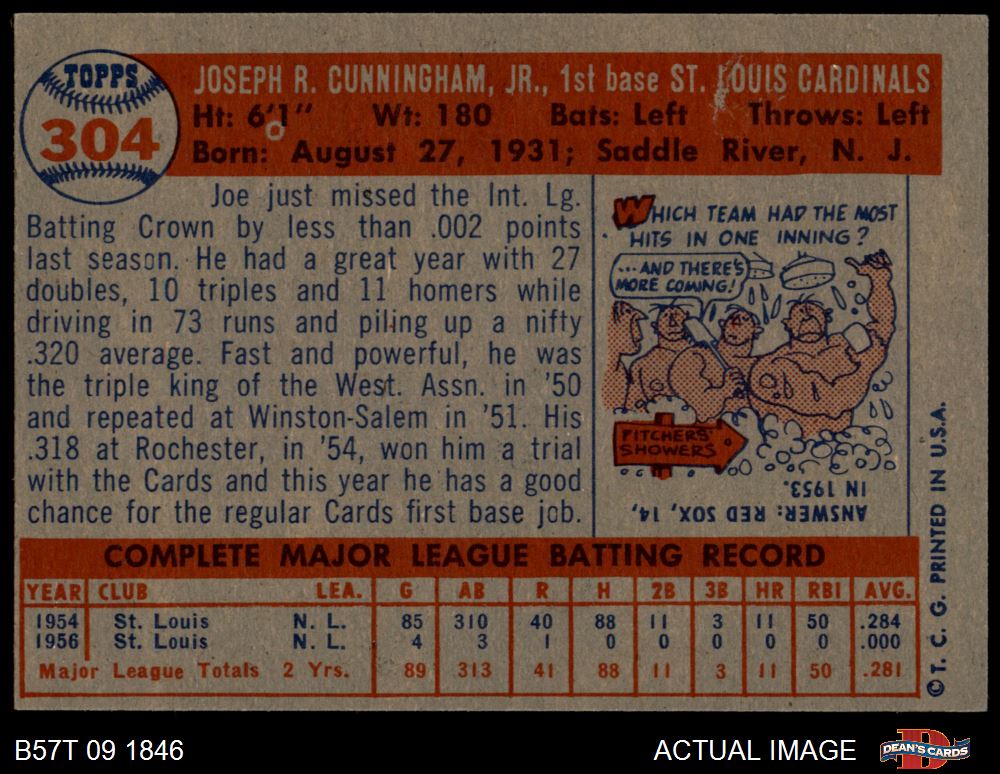 TOPPS
304
JOSEPH R. CUNNINGHAM, JR., 1st base ST. LOUIS CARDINALS
Ht: 6'1" Wt: 180 Bats: Left Throws: Left
Born: August 27, 1931; Saddle River, N. J.
Joe just missed the Int. Lg.
Batting Crown by less than .002 points
last season. He had a great year with 27
doubles, 10 triples and 11 homers while
driving in 73 runs and piling up a nifty
.320 average. Fast and powerful, he was
the triple king of the West. Assn. in '50
and repeated at Winston-Salem in '51. His
.318 at Rochester, in '54, won him a trial
with the Cards and this year he has a good
chance for the regular Cards first base job.
WHICH TEAM HAD THE MOST
HITS IN ONE INNING?
...AND THERE'S
MORE COMING!
PITCHERS'
SHOWERS
ANSWER: RED SOX, 14,
IN 1953.
COMPLETE MAJOR LEAGUE BATTING RECORD
YEAR CLUB LEA. G AB R H 2B 3B HR RBI AVG.
1954 St. Louis N. L. 85 310 40 88 11 3 11 50 .284
1956 St. Louis N. L. 4 3 1 0 0 0 0 0 .000
Major League Totals 2 Yrs. 89 313 41 88 11 3 11 50 .281
© T. C. G. PRINTED IN U.S.A.
B57T 09 1846 ACTUAL IMAGE
DEAN'S CARDS